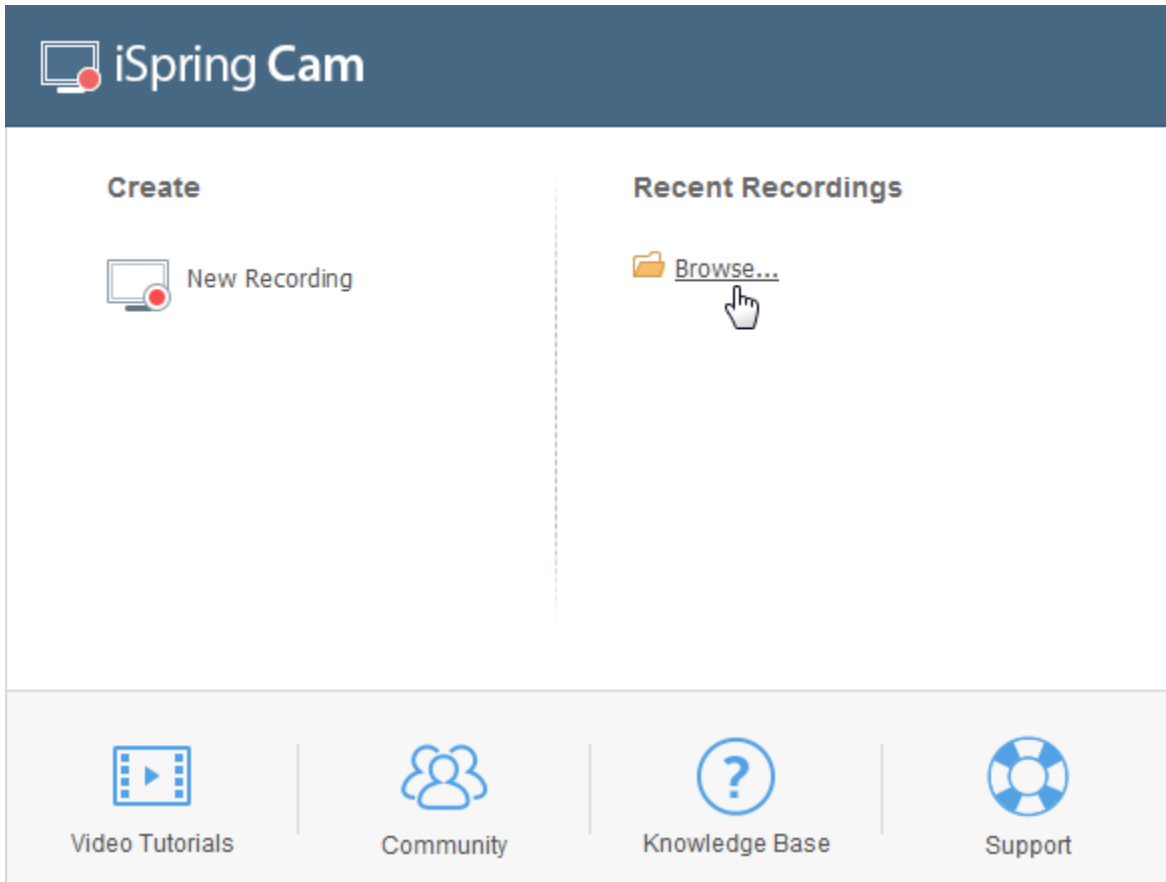 iSpring Cam
Create
New Recording
Recent Recordings
Browse...
?
Video Tutorials
Community
Knowledge Base
Support